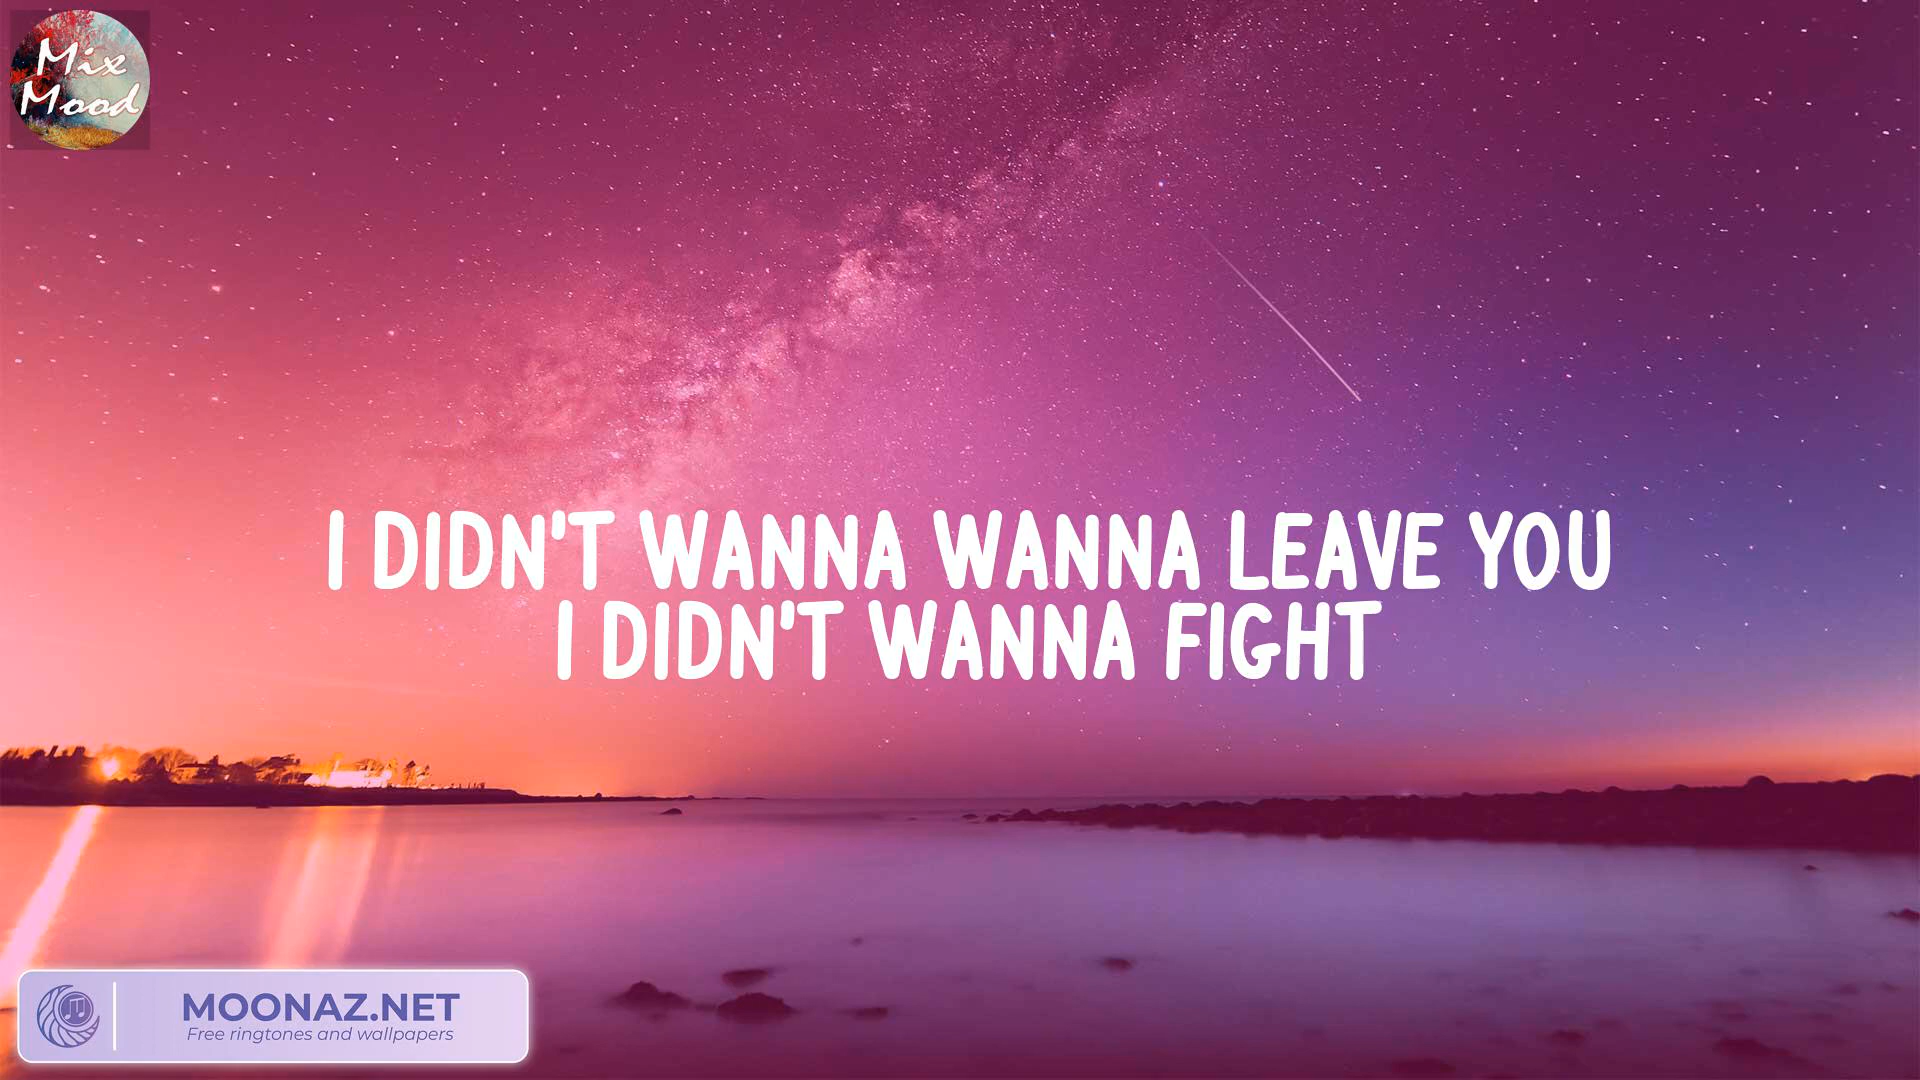 Mix
Mood
I DIDN'T WANNA WANNA LEAVE YOU
I DIDN'T WANNA FIGHT
MOONAZ.NET
Free ringtones and wallpapers